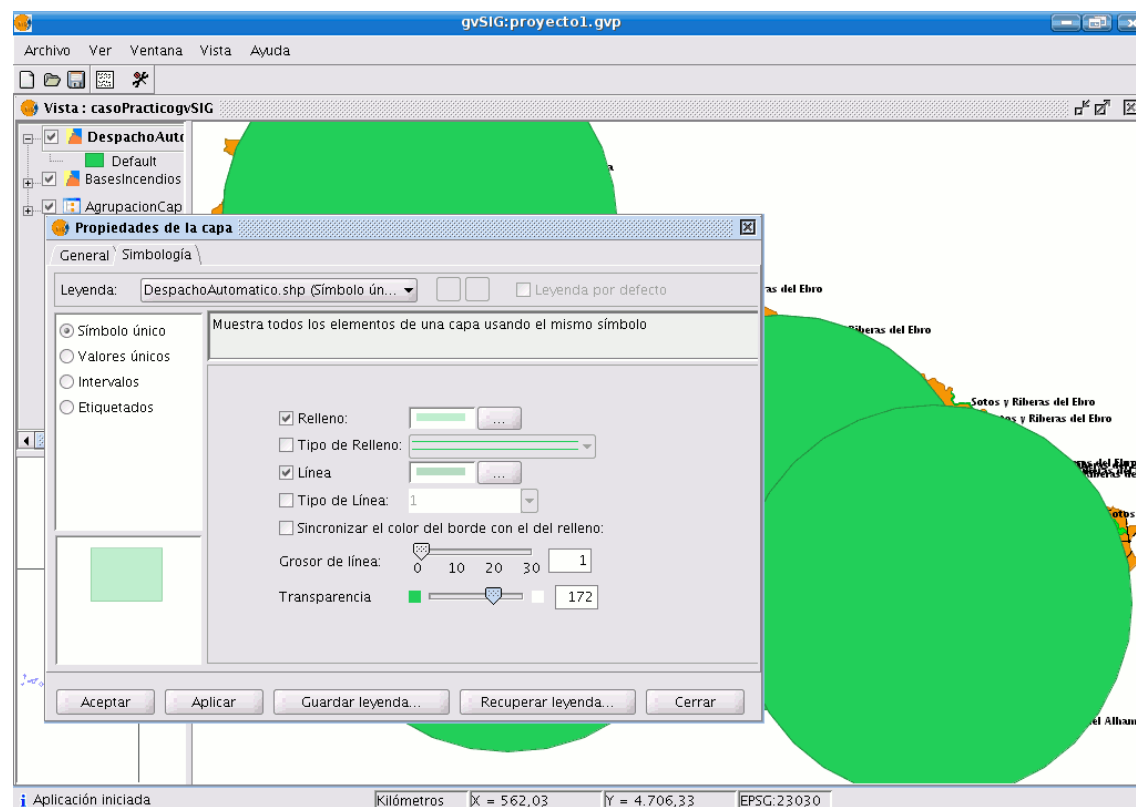 gvSIG:proyecto1.gvp
Archivo Ver Ventana Vista Ayuda
Vista : casoPracticogvSIG
DespachoAuto
Default
BasesIncendios
AgrupacionCap
as del Ebro
Riberas del Ebro
Sotos y Riberas del Ebro
os y Riberas del Ebro
Propiedades de la capa
General Simbología
Leyenda: DespachoAutomatico.shp (Símbolo ún... Leyenda por defecto
Símbolo único
Valores únicos
Intervalos
Etiquetados
Muestra todos los elementos de una capa usando el mismo símbolo
Relleno: ...
Tipo de Relleno:
Línea ...
Tipo de Línea: 1
Sincronizar el color del borde con el del relleno:
Grosor de línea: 0 10 20 30 1
Transparencia 172
Aceptar Aplicar Guardar leyenda... Recuperar leyenda... Cerrar
otos
el Alham
Aplicación iniciada Kilómetros X = 562,03 Y = 4.706,33 EPSG:23030